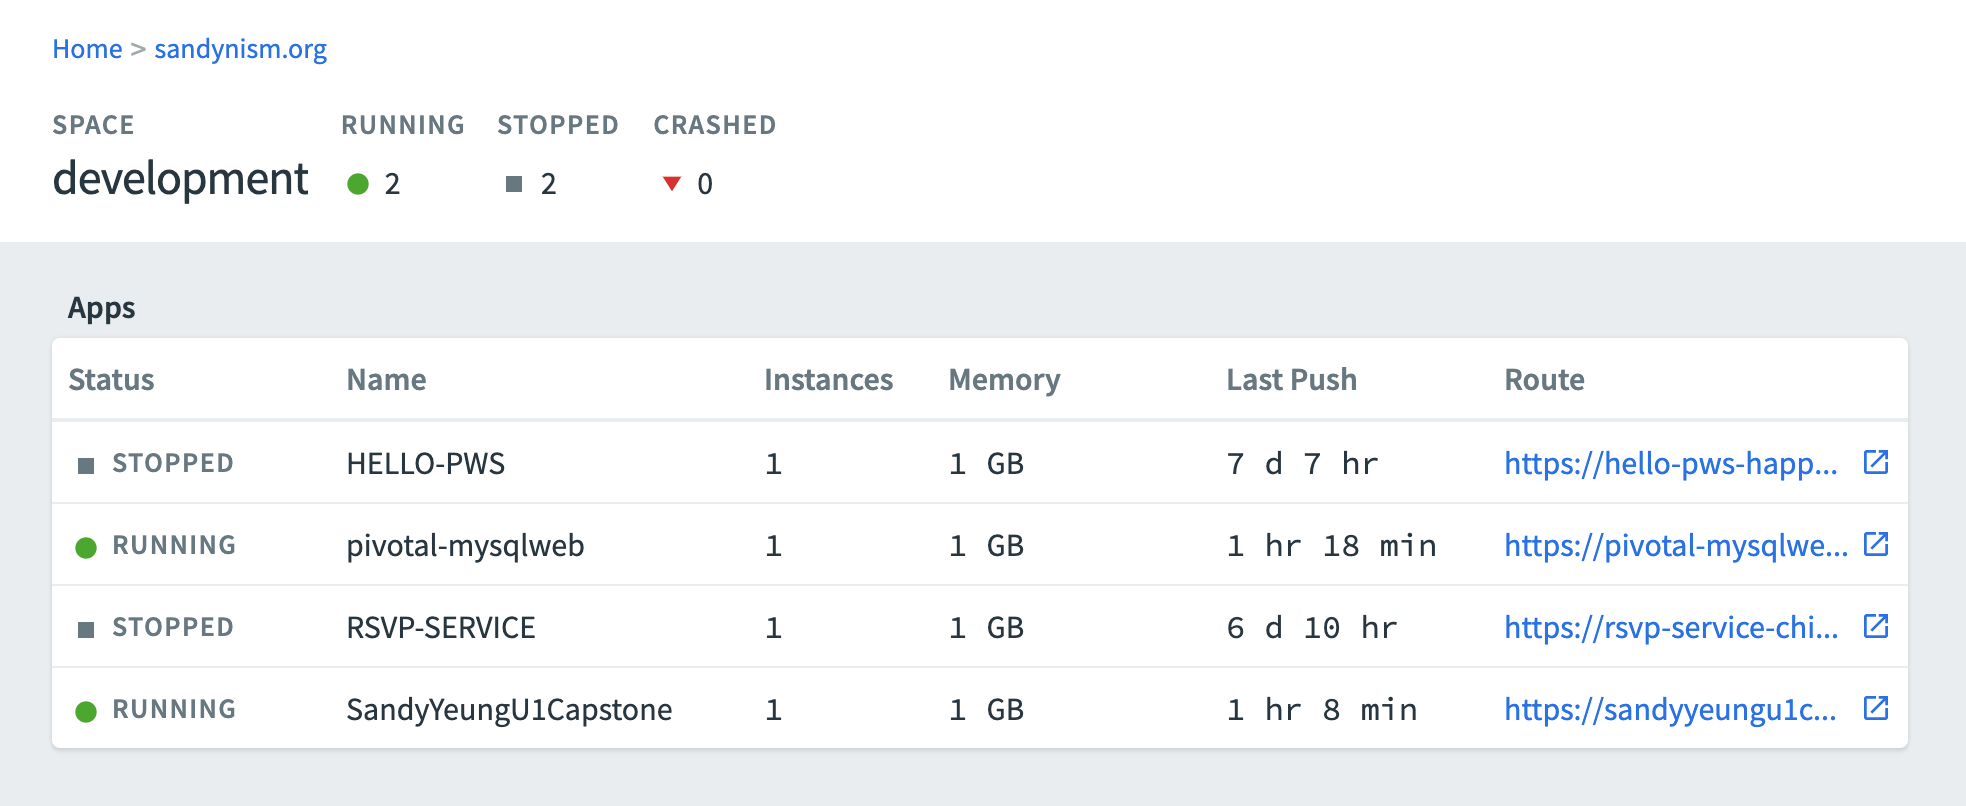 Home > sandynism.org
SPACE RUNNING STOPPED CRASHED
development 2 2 0
Apps
Status Name Instances Memory Last Push Route
STOPPED HELLO-PWS 1 1 GB 7 d 7 hr https://hello-pws-happ...
RUNNING pivotal-mysqlweb 1 1 GB 1 hr 18 min https://pivotal-mysqlwe...
STOPPED RSVP-SERVICE 1 1 GB 6 d 10 hr https://rsvp-service-chi...
RUNNING SandyYeungU1Capstone 1 1 GB 1 hr 8 min https://sandyyeungu1c...